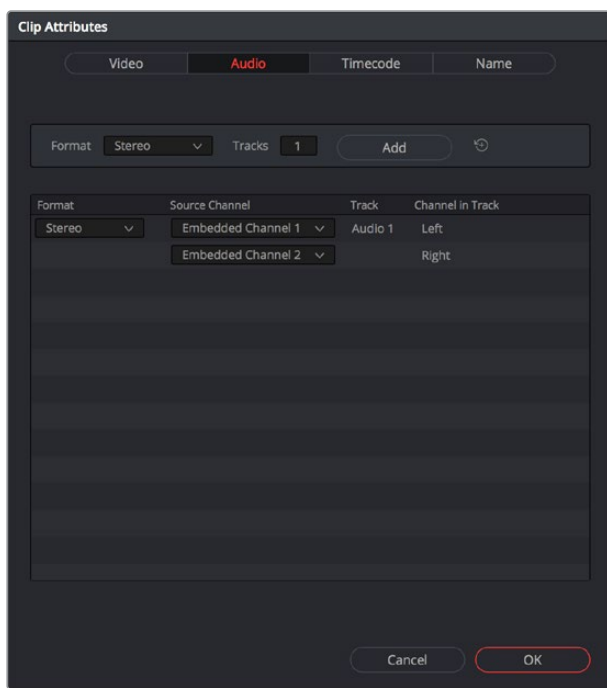 Clip Attributes
Video Audio Timecode Name
Format Stereo Tracks 1 Add
Format Source Channel Track Channel in Track
Stereo Embedded Channel 1 Audio 1 Left
Embedded Channel 2 Right
Cancel OK